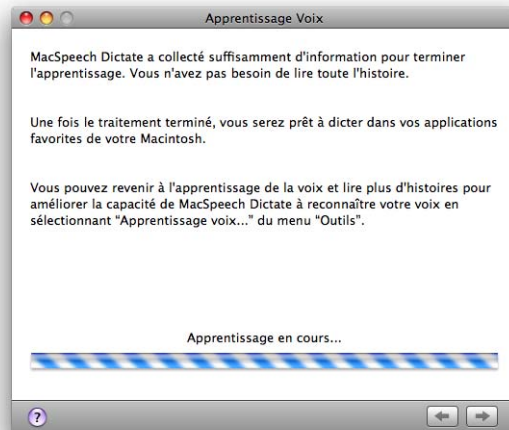 Apprentissage Voix
MacSpeech Dictate a collecté suffisamment d'information pour terminer
l'apprentissage. Vous n'avez pas besoin de lire toute l'histoire.
Une fois le traitement terminé, vous serez prêt à dicter dans vos applications
favorites de votre Macintosh.
Vous pouvez revenir à l'apprentissage de la voix et lire plus d'histoires pour
améliorer la capacité de MacSpeech Dictate à reconnaître votre voix en
sélectionnant “Apprentissage voix...” du menu “Outils”.
Apprentissage en cours...
?